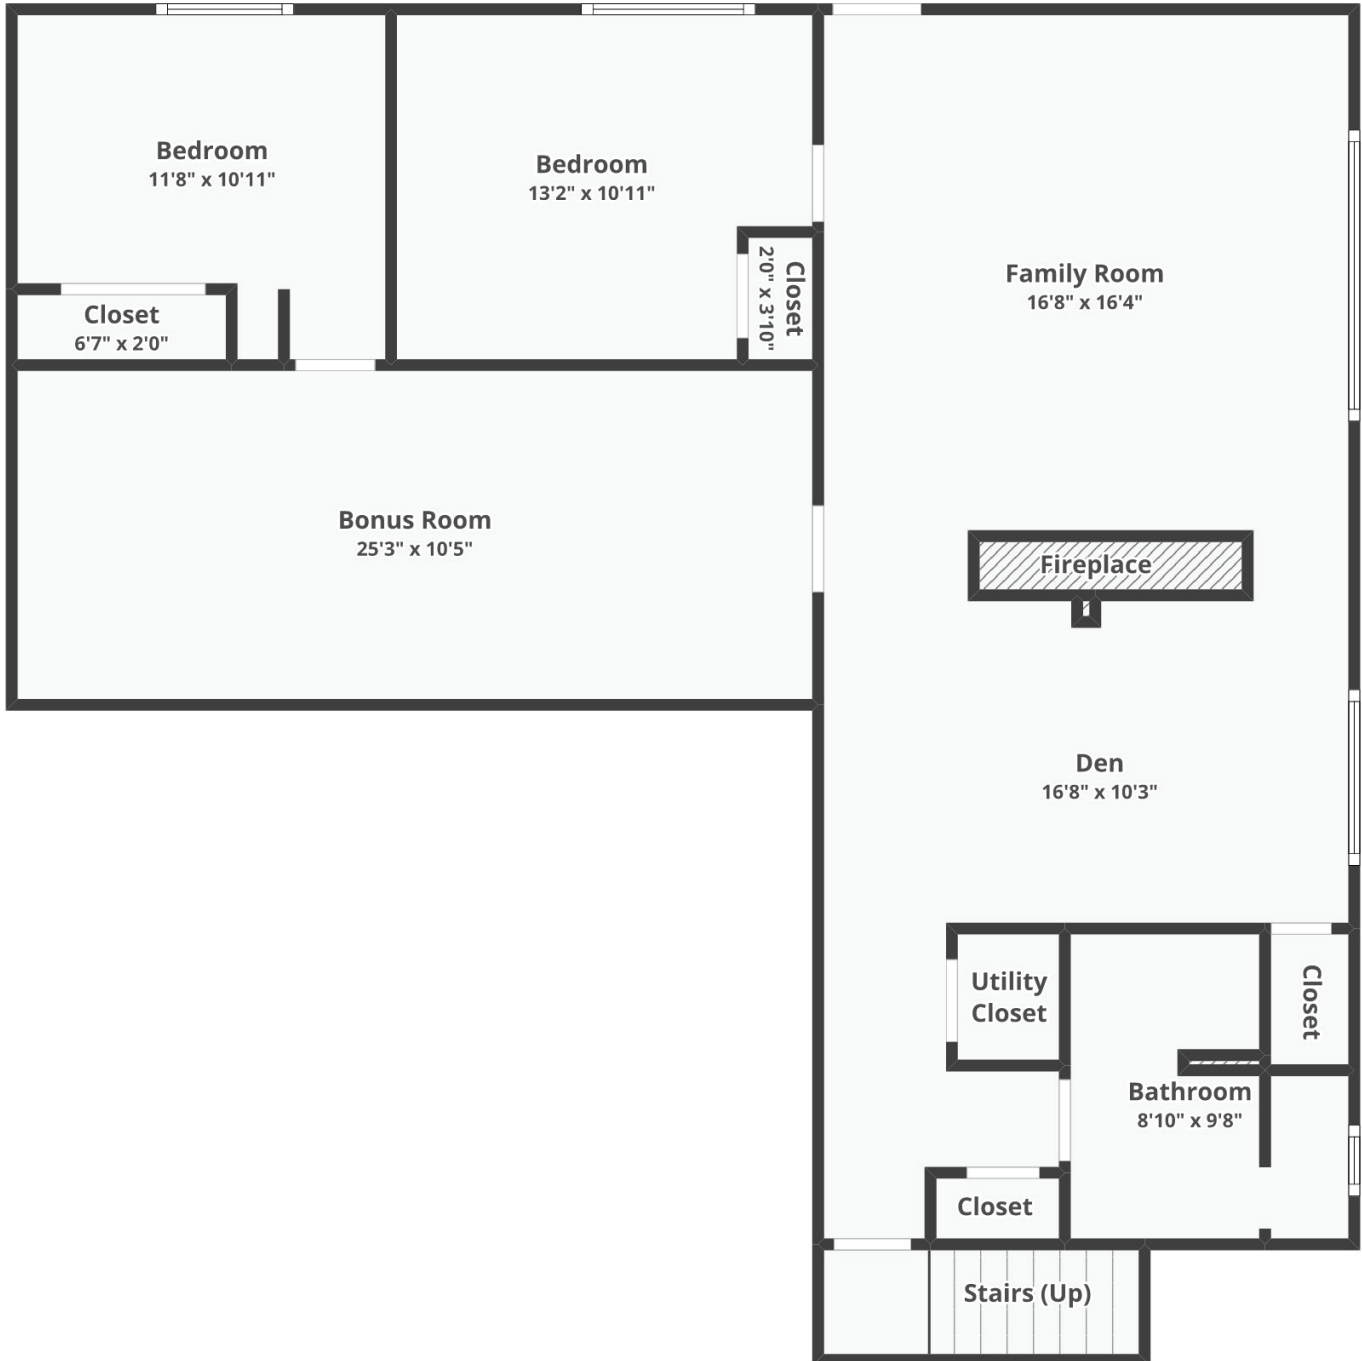 Bedroom
11'8" x 10'11"
Bedroom
13'2" x 10'11"
Closet
2'0" x 3'10"
Family Room
16'8" x 16'4"
Closet
6'7" x 2'0"
Bonus Room
25'3" x 10'5"
Fireplace
Den
16'8" x 10'3"
Utility
Closet
Closet
Bathroom
8'10" x 9'8"
Closet
Stairs (Up)